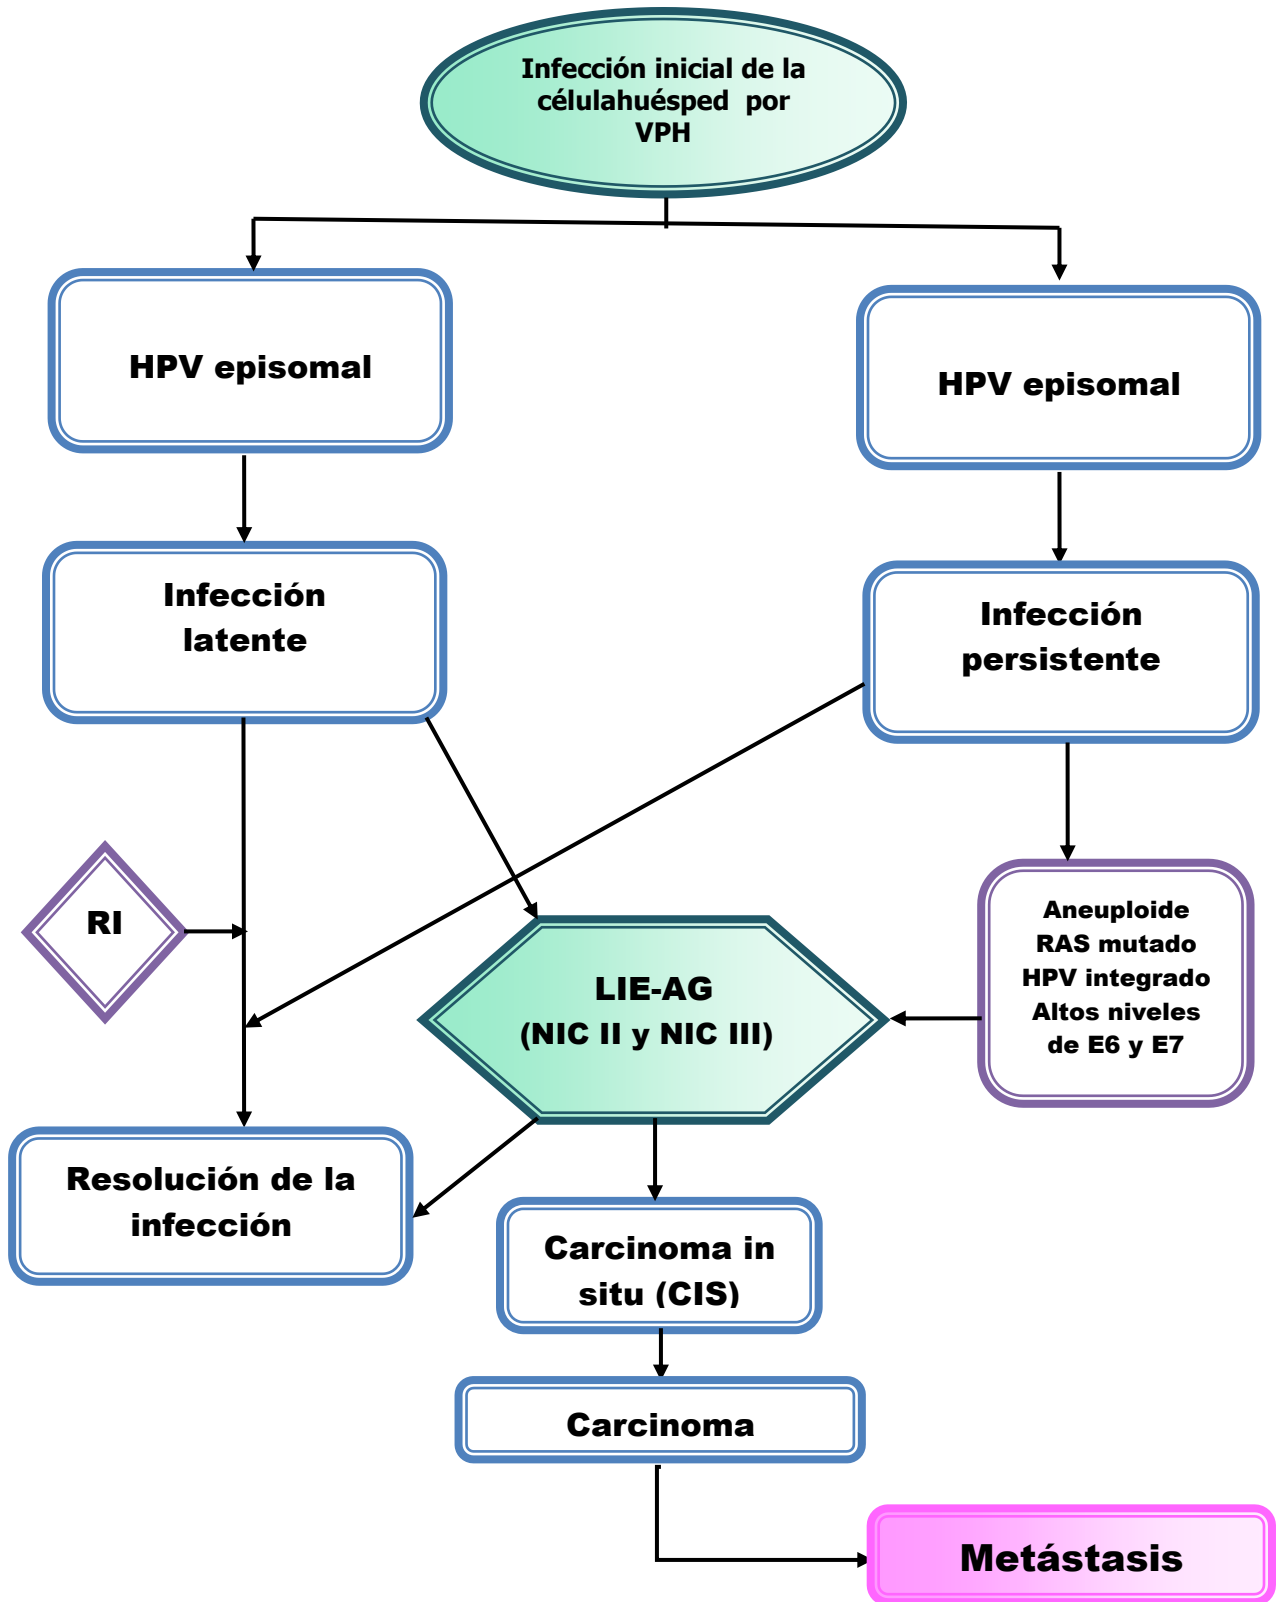 Infección inicial de la
célulahuésped por
VPH
HPV episomal
HPV episomal
Infección
latente
Infección
persistente
RI
Aneuploide
RAS mutado
HPV integrado
Altos niveles
de E6 y E7
LIE-AG
(NIC II y NIC III)
Resolución de la
infección
Carcinoma in
situ (CIS)
Carcinoma
Metástasis